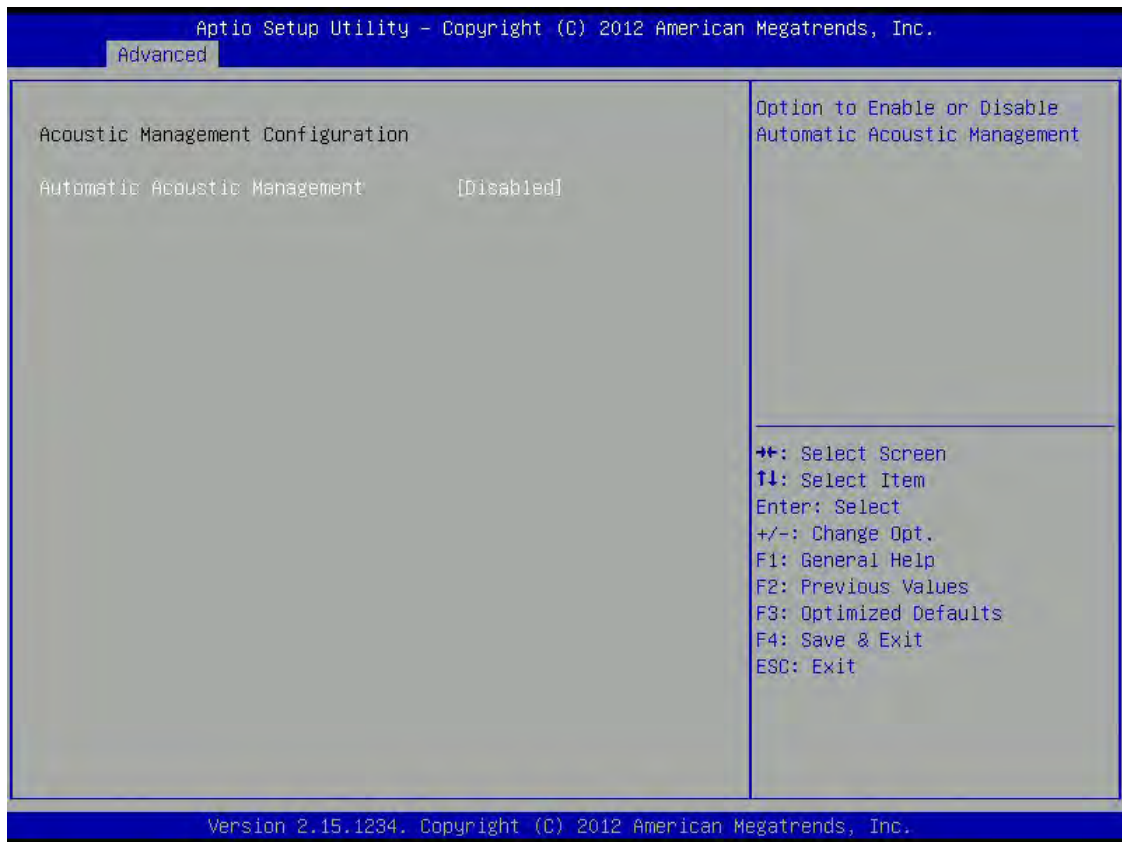 Aptio Setup Utility – Copyright (C) 2012 American Megatrends, Inc.
Advanced
Acoustic Management Configuration
Automatic Acoustic Management [Disabled]
Option to Enable or Disable
Automatic Acoustic Management
→←: Select Screen
↑↓: Select Item
Enter: Select
+/-: Change Opt.
F1: General Help
F2: Previous Values
F3: Optimized Defaults
F4: Save & Exit
ESC: Exit
Version 2.15.1234. Copyright (C) 2012 American Megatrends, Inc.